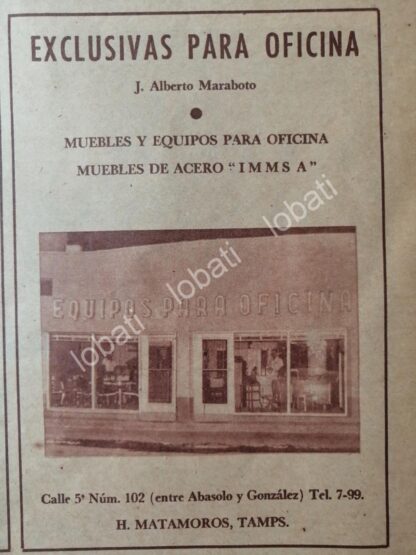 EXCLUSIVAS PARA OFICINA
J. Alberto Maraboto
MUEBLES Y EQUIPOS PARA OFICINA
MUEBLES DE ACERO "IMMSA"
lobati
lobati
lobati
EQUIPOS PARA OFICINA
Calle 5ª Núm. 102 (entre Abasolo y González) Tel. 7-99.
H. MATAMOROS, TAMPS.